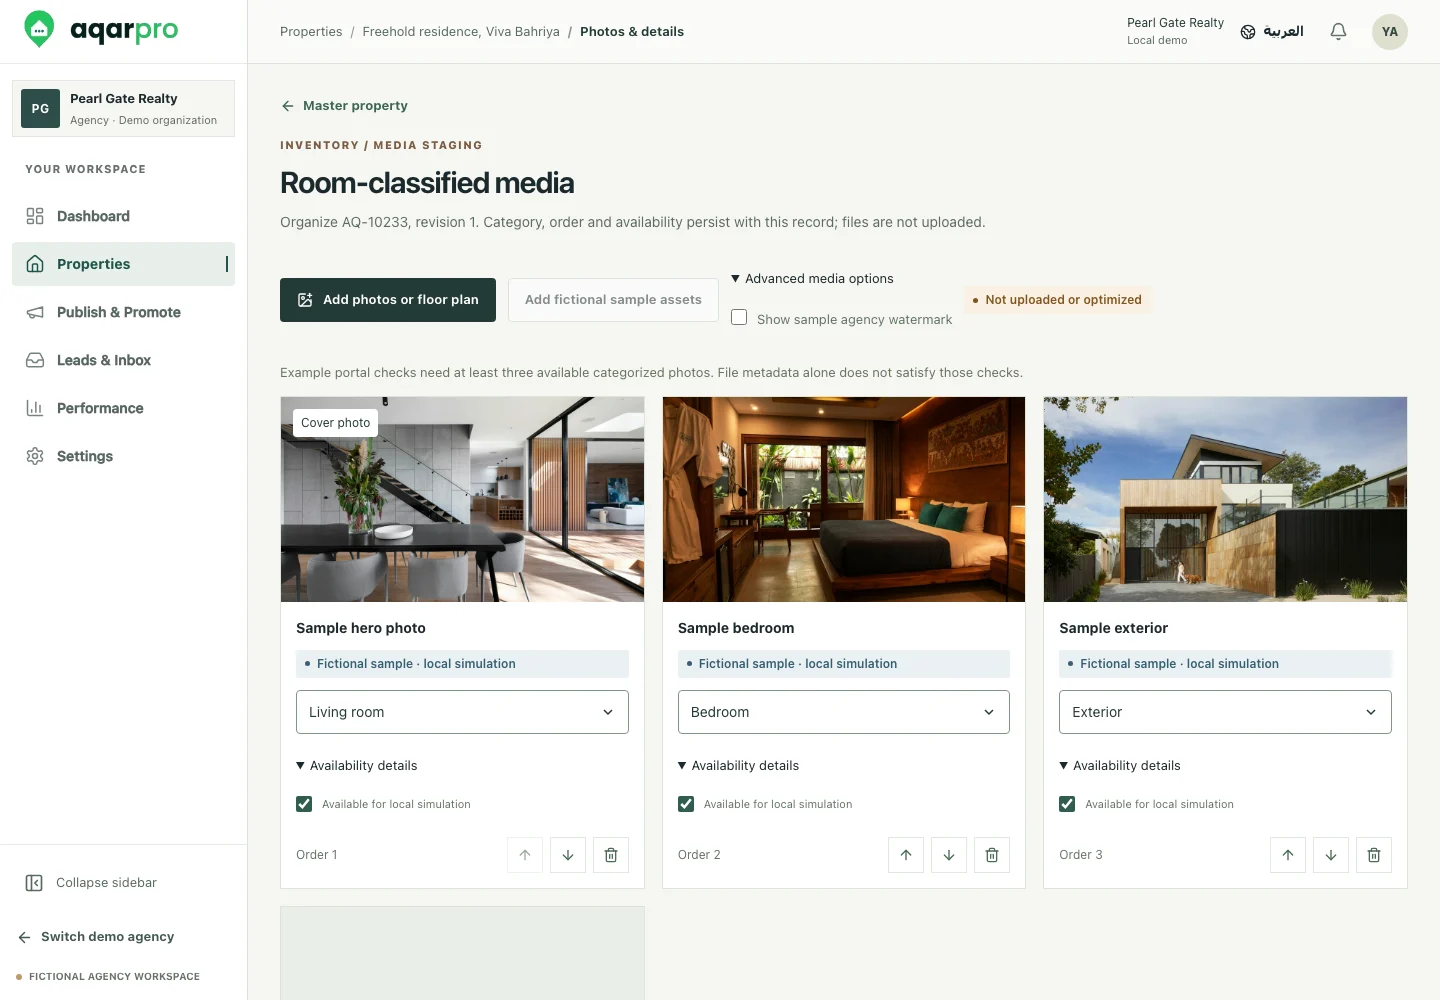 aqarpro
Properties / Freehold residence, Viva Bahriya / Photos & details
Pearl Gate Realty
Local demo
العربية
YA
PG
Pearl Gate Realty
Agency · Demo organization
YOUR WORKSPACE
Dashboard
Properties
Publish & Promote
Leads & Inbox
Performance
Settings
Collapse sidebar
Switch demo agency
FICTIONAL AGENCY WORKSPACE
Master property
INVENTORY / MEDIA STAGING
Room-classified media
Organize AQ-10233, revision 1. Category, order and availability persist with this record; files are not uploaded.
Add photos or floor plan
Add fictional sample assets
Advanced media options
Show sample agency watermark
Not uploaded or optimized
Example portal checks need at least three available categorized photos. File metadata alone does not satisfy those checks.
Cover photo
Sample hero photo
Fictional sample · local simulation
Living room
Availability details
Available for local simulation
Order 1
Sample bedroom
Fictional sample · local simulation
Bedroom
Availability details
Available for local simulation
Order 2
Sample exterior
Fictional sample · local simulation
Exterior
Availability details
Available for local simulation
Order 3